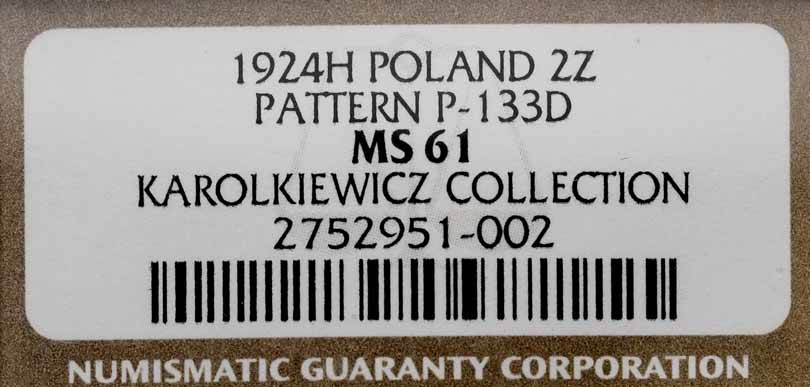 1924H POLAND 2Z
PATTERN P-133D
MS 61
KAROLKIEWICZ COLLECTION
2752951-002
NUMISMATIC GUARANTY CORPORATION